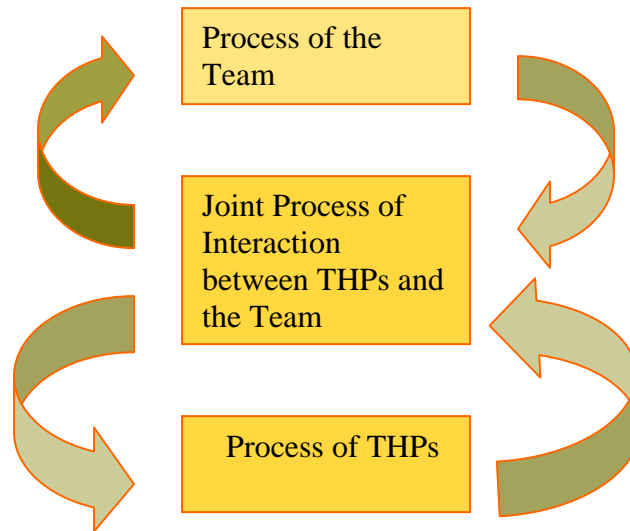 Process of the
Team
Joint Process of
Interaction
between THPs and
the Team
Process of THPs